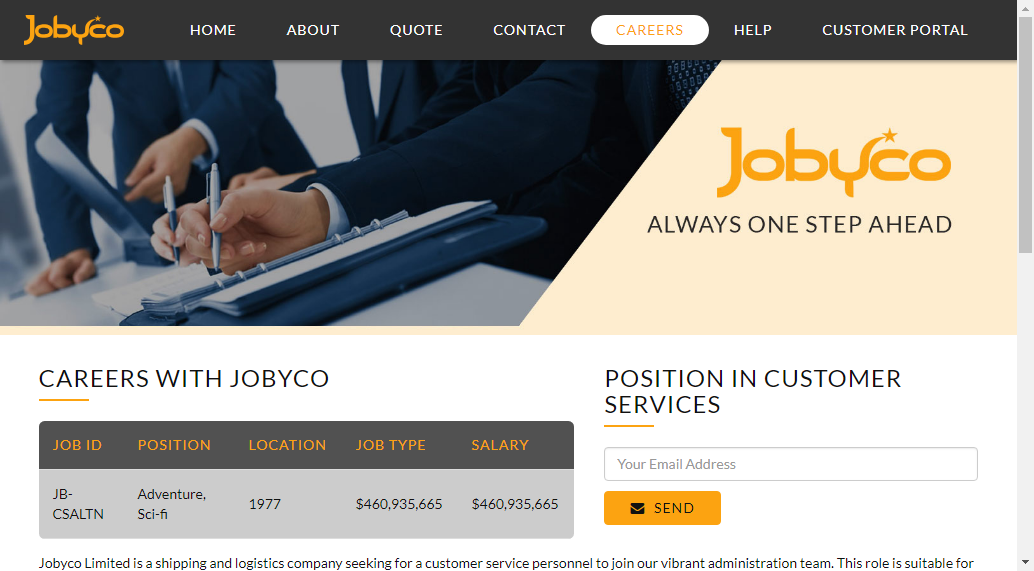 Jobyco
HOME ABOUT QUOTE CONTACT CAREERS HELP CUSTOMER PORTAL
Jobyco
ALWAYS ONE STEP AHEAD
CAREERS WITH JOBYCO
JOB ID POSITION LOCATION JOB TYPE SALARY
JB-
CSALTN
Adventure,
Sci-fi
1977
$460,935,665
$460,935,665
POSITION IN CUSTOMER
SERVICES
Your Email Address
SEND
Jobyco Limited is a shipping and logistics company seeking for a customer service personnel to join our vibrant administration team. This role is suitable for